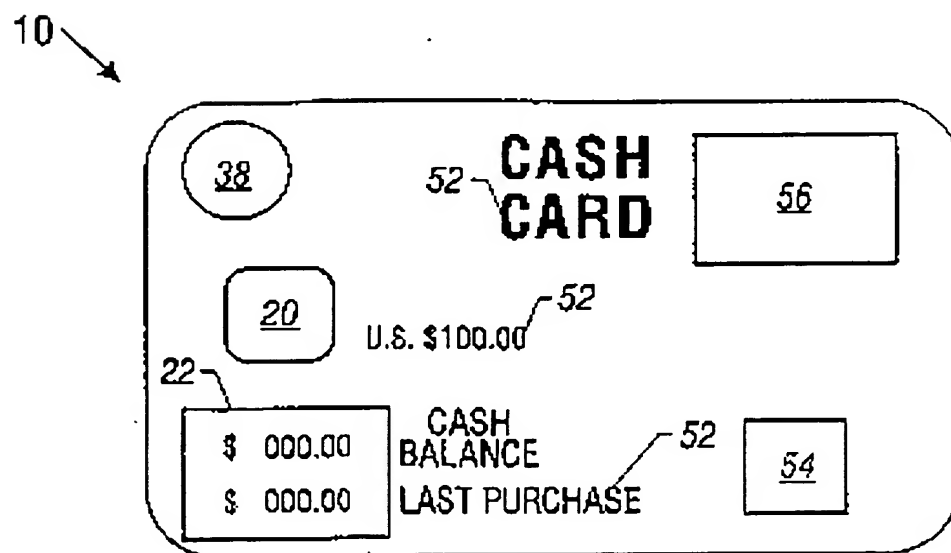 10
38
CASH
52
CARD
56
20
52
U.S. $100.00
22
$ 000.00
CASH
BALANCE
52
$ 000.00
LAST PURCHASE
54